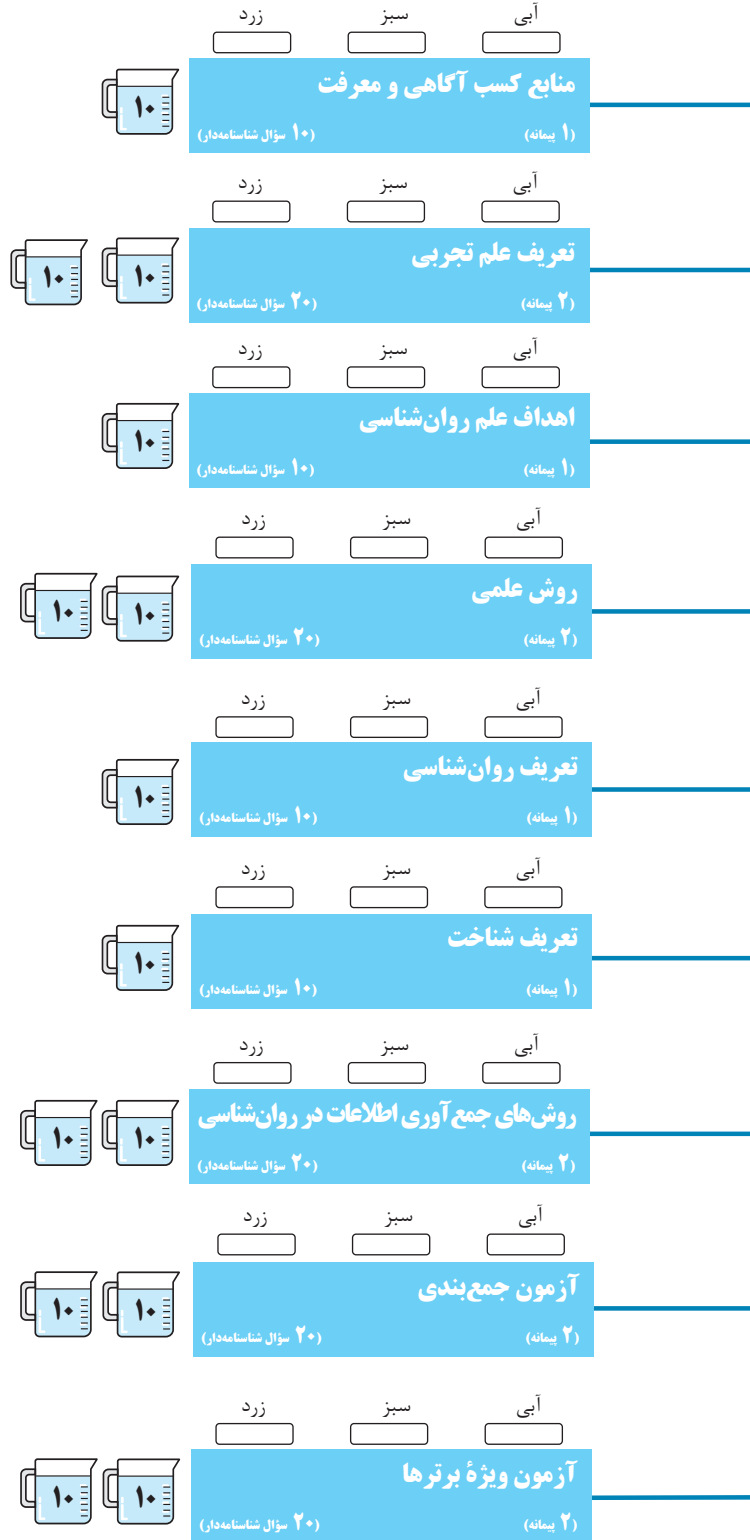 آبی سبز زرد
منابع کسب آگاهی و معرفت
(۱ پیمانه) (۱۰ سؤال شناسنامه‌دار)
۱۰
آبی سبز زرد
تعریف علم تجربی
(۲ پیمانه) (۲۰ سؤال شناسنامه‌دار)
۱۰ ۱۰
آبی سبز زرد
اهداف علم روان‌شناسی
(۱ پیمانه) (۱۰ سؤال شناسنامه‌دار)
۱۰
آبی سبز زرد
روش علمی
(۲ پیمانه) (۲۰ سؤال شناسنامه‌دار)
۱۰ ۱۰
آبی سبز زرد
تعریف روان‌شناسی
(۱ پیمانه) (۱۰ سؤال شناسنامه‌دار)
۱۰
آبی سبز زرد
تعریف شناخت
(۱ پیمانه) (۱۰ سؤال شناسنامه‌دار)
۱۰
آبی سبز زرد
روش‌های جمع‌آوری اطلاعات در روان‌شناسی
(۲ پیمانه) (۲۰ سؤال شناسنامه‌دار)
۱۰ ۱۰
آبی سبز زرد
آزمون جمع‌بندی
(۲ پیمانه) (۲۰ سؤال شناسنامه‌دار)
۱۰ ۱۰
آبی سبز زرد
آزمون ویژهٔ برترها
(۲ پیمانه) (۲۰ سؤال شناسنامه‌دار)
۱۰ ۱۰